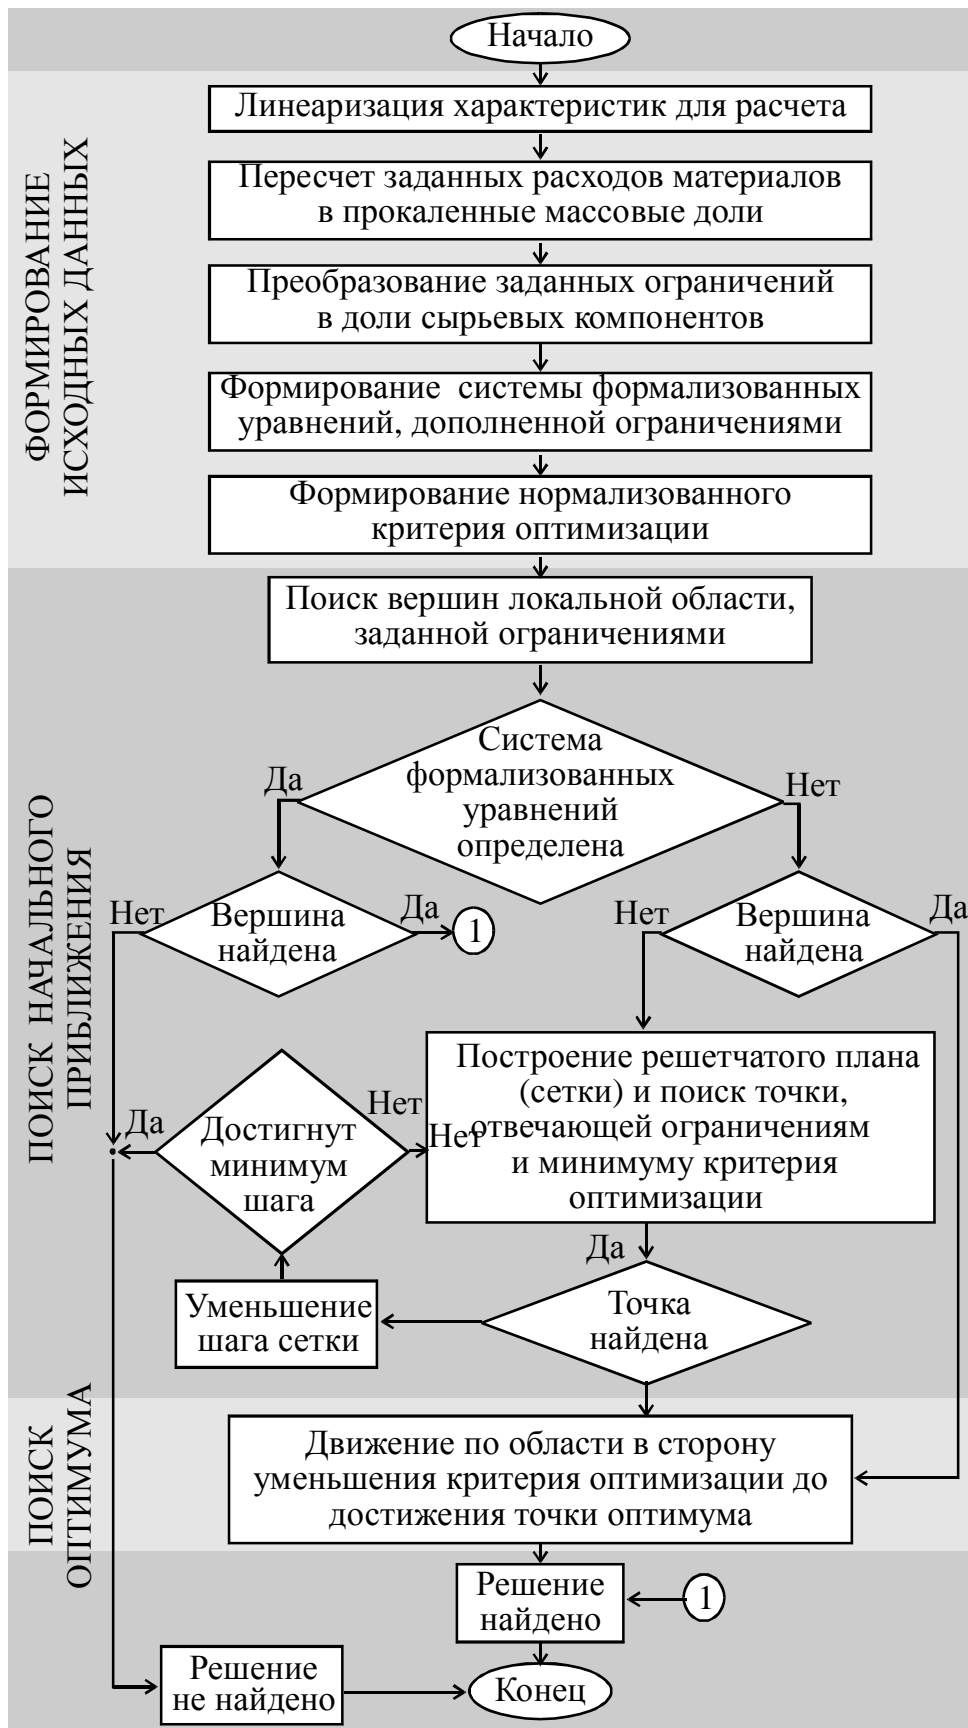 Начало
ФОРМИРОВАНИЕ
ИСХОДНЫХ ДАННЫХ
Линеаризация характеристик для расчета
Пересчет заданных расходов материалов
в прокаленные массовые доли
Преобразование заданных ограничений
в доли сырьевых компонентов
Формирование системы формализованных
уравнений, дополненной ограничениями
Формирование нормализованного
критерия оптимизации
ПОИСК НАЧАЛЬНОГО
ПРИБЛИЖЕНИЯ
Поиск вершин локальной области,
заданной ограничениями
Система
формализованных
уравнений
определена
Да
Нет
Нет
Вершина
найдена
Да
1
Нет
Вершина
найдена
Да
Построение решетчатого плана
(сетки) и поиск точки,
отвечающей ограничениям
и минимуму критерия
оптимизации
Да
Достигнут
минимум
шага
Нет
Нет
Да
Уменьшение
шага сетки
Точка
найдена
ПОИСК
ОПТИМУМА
Движение по области в сторону
уменьшения критерия оптимизации до
достижения точки оптимума
Решение
найдено
1
Решение
не найдено
Конец